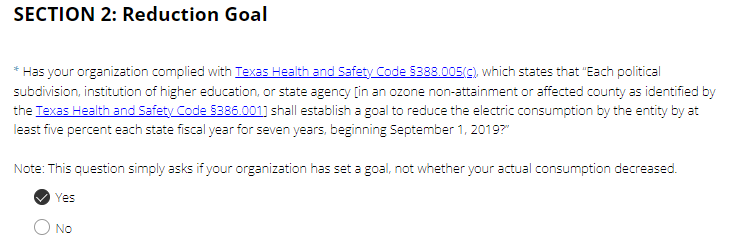 SECTION 2: Reduction Goal
* Has your organization complied with Texas Health and Safety Code §388.005(c), which states that "Each political
subdivision, institution of higher education, or state agency [in an ozone non-attainment or affected county as identified by
the Texas Health and Safety Code §386.001] shall establish a goal to reduce the electric consumption by the entity by at
least five percent each state fiscal year for seven years, beginning September 1, 2019?"
Note: This question simply asks if your organization has set a goal, not whether your actual consumption decreased.
Yes
No